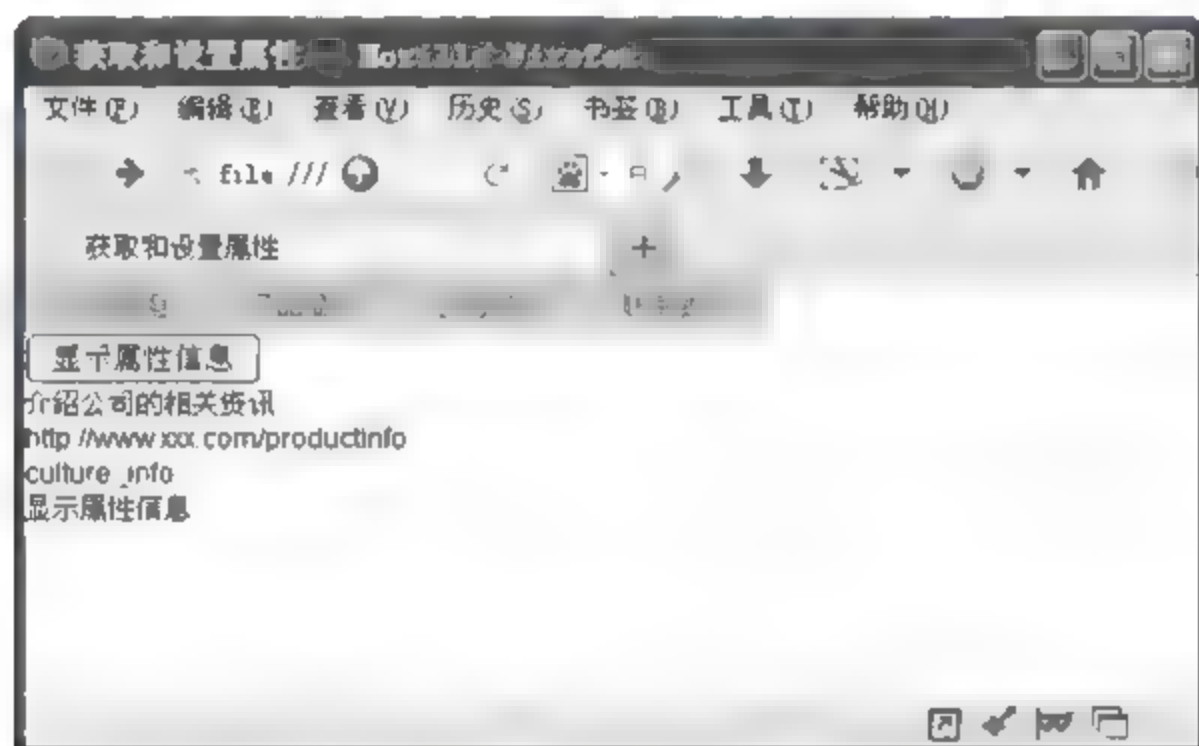 获取和设置属性 Mozilla Firefox
文件(F) 编辑(E) 查看(V) 历史(S) 书签(B) 工具(T) 帮助(H)
file ///
获取和设置属性 +
显示属性信息
介绍公司的相关资讯
http //www.xxx.com/productinfo
culture_info
显示属性信息